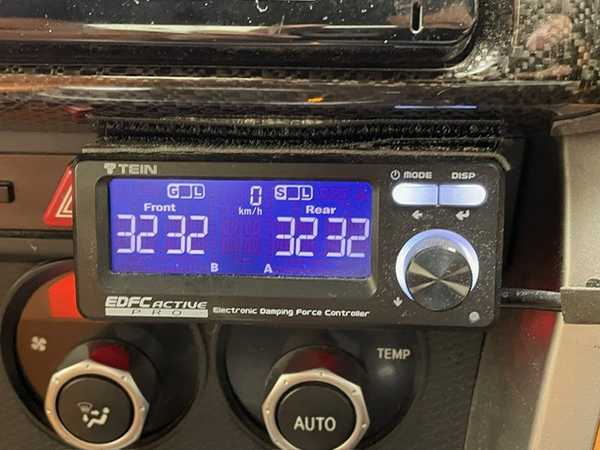 TEIN
MODE DISP
G L 0 S L
Front km/h Rear
32 32 32 32
B A
EDFC ACTIVE
PRO Electronic Damping Force Controller
TEMP
AUTO